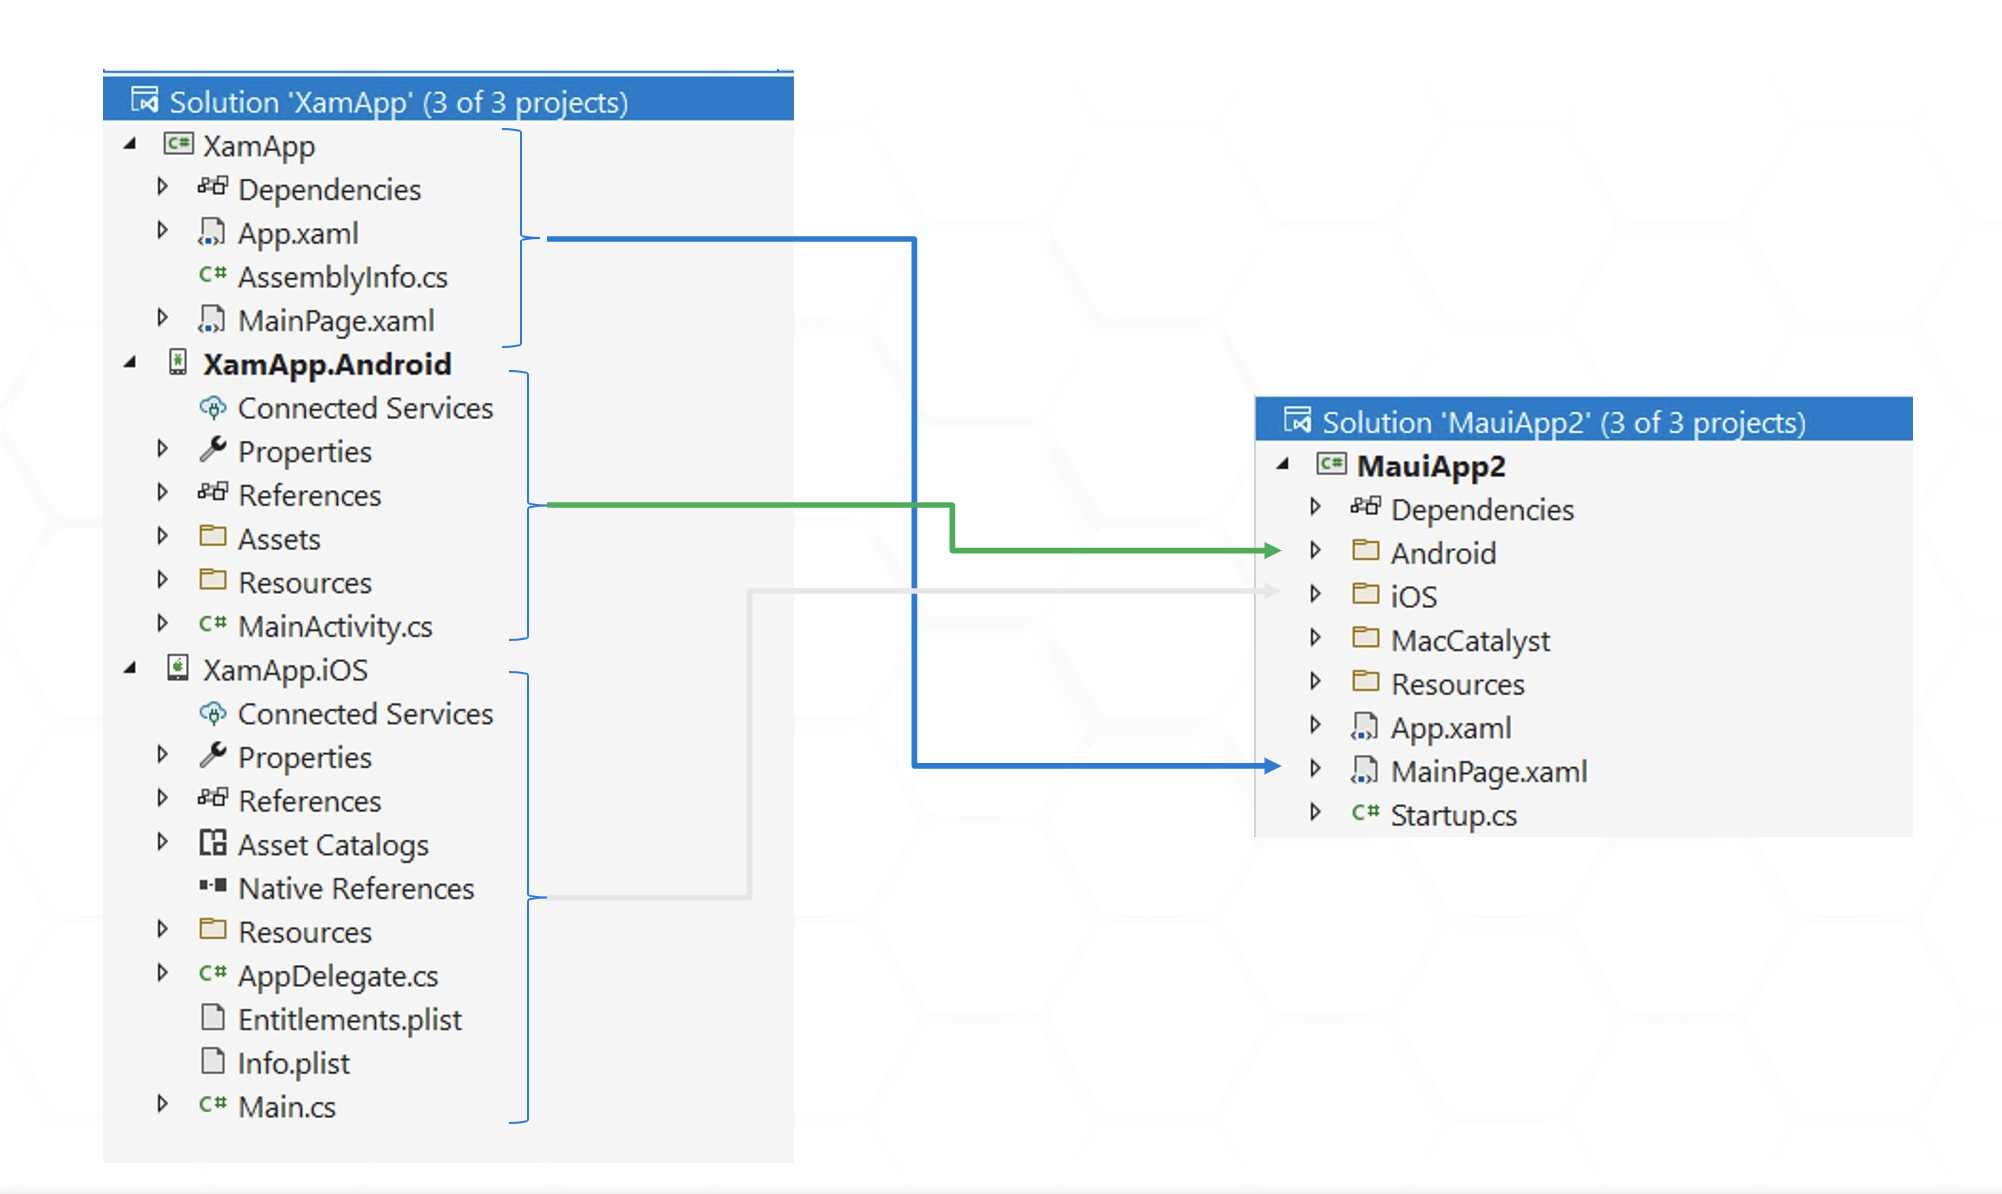 Solution 'XamApp' (3 of 3 projects)
C# XamApp
Dependencies
App.xaml
C# AssemblyInfo.cs
MainPage.xaml
XamApp.Android
Connected Services
Properties
References
Assets
Resources
C# MainActivity.cs
XamApp.iOS
Connected Services
Properties
References
Asset Catalogs
Native References
Resources
C# AppDelegate.cs
Entitlements.plist
Info.plist
C# Main.cs
Solution 'MauiApp2' (3 of 3 projects)
C# MauiApp2
Dependencies
Android
iOS
MacCatalyst
Resources
App.xaml
MainPage.xaml
C# Startup.cs